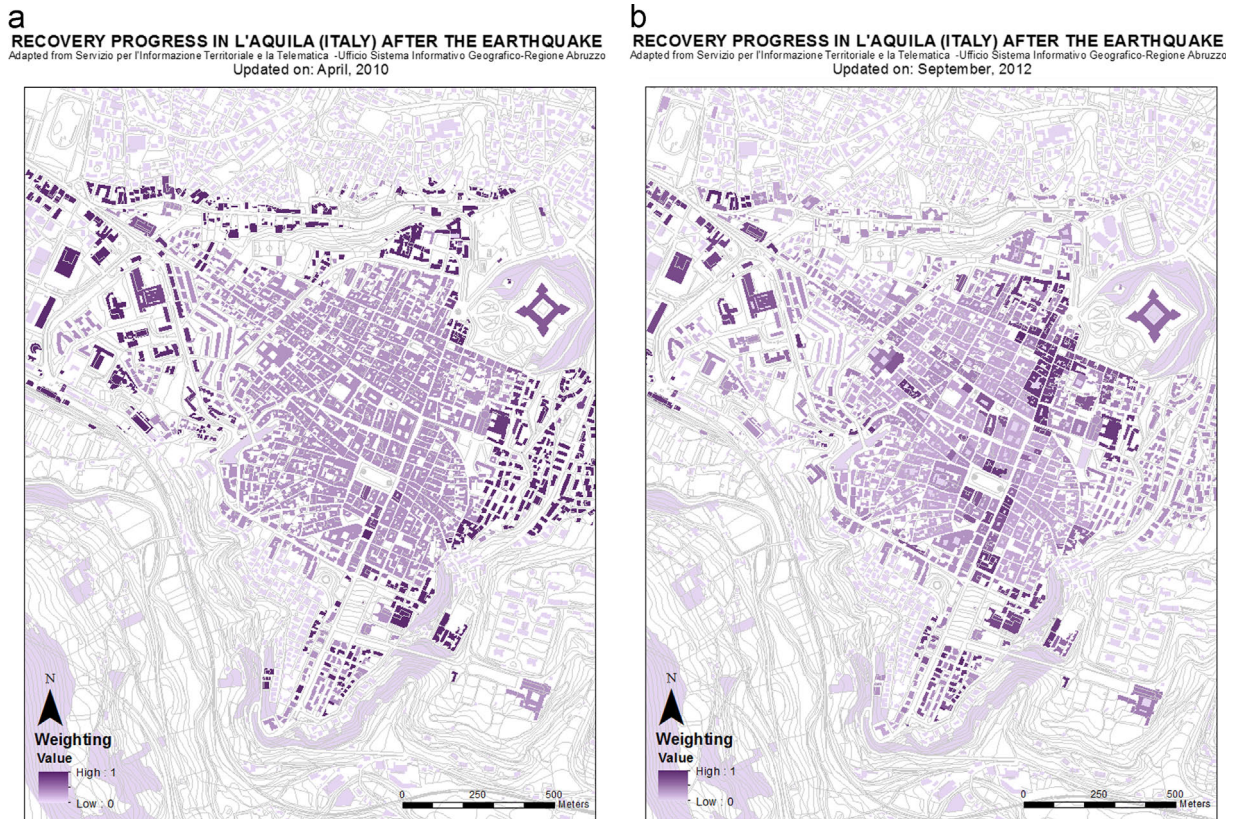 a
RECOVERY PROGRESS IN L'AQUILA (ITALY) AFTER THE EARTHQUAKE
Adapted from Servizio per l'Informazione Territoriale e la Telematica -Ufficio Sistema Informativo Geografico-Regione Abruzzo
Updated on: April, 2010
N
Weighting
Value
High : 1
Low : 0
0 250 500
Meters
b
RECOVERY PROGRESS IN L'AQUILA (ITALY) AFTER THE EARTHQUAKE
Adapted from Servizio per l'Informazione Territoriale e la Telematica -Ufficio Sistema Informativo Geografico-Regione Abruzzo
Updated on: September, 2012
N
Weighting
Value
High : 1
Low : 0
0 250 500
Meters